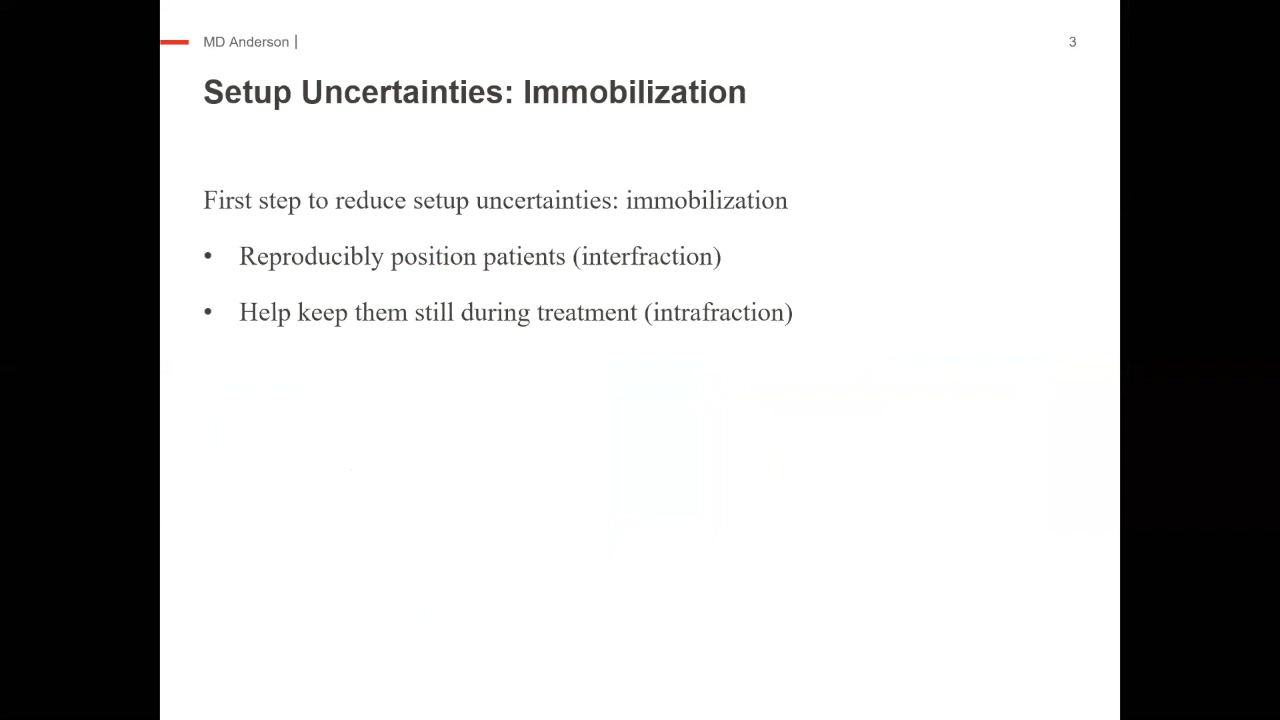 MD Anderson |
3
Setup Uncertainties: Immobilization
First step to reduce setup uncertainties: immobilization
• Reproducibly position patients (interfraction)
• Help keep them still during treatment (intrafraction)